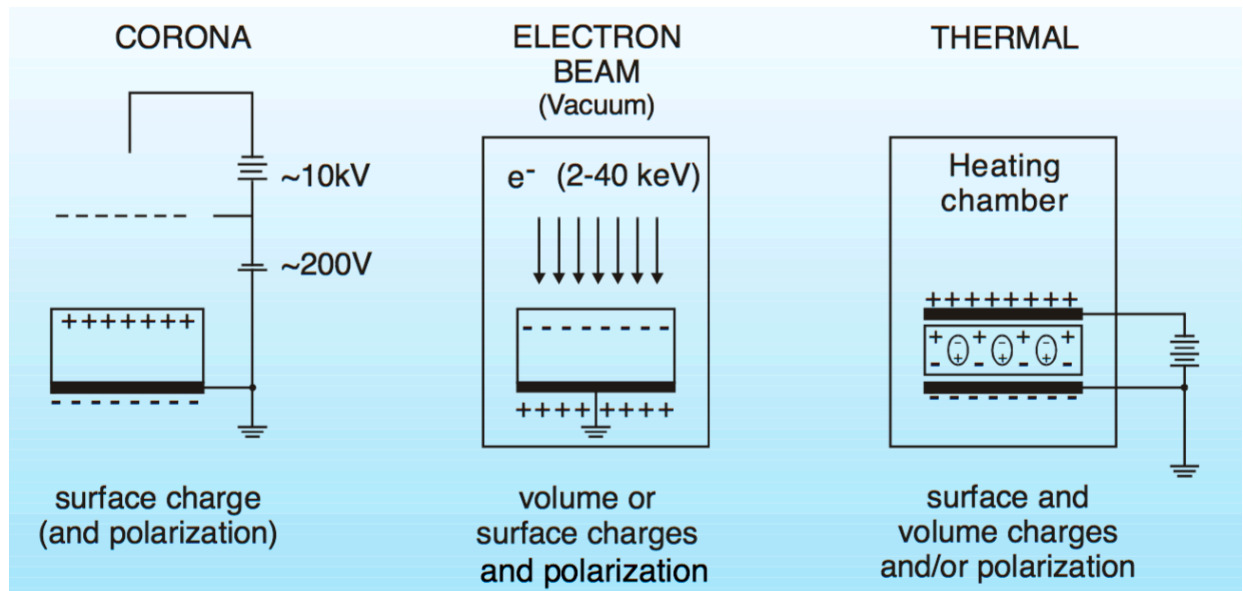 CORONA
~10kV
~200V
+++++++
-------
surface charge
(and polarization)
ELECTRON
BEAM
(Vacuum)
e- (2-40 keV)
-------
++++ ++++
volume or
surface charges
and polarization
THERMAL
Heating
chamber
++++++++
+ - + + - + + - + +
- + - - + - - + - -
--------
surface and
volume charges
and/or polarization